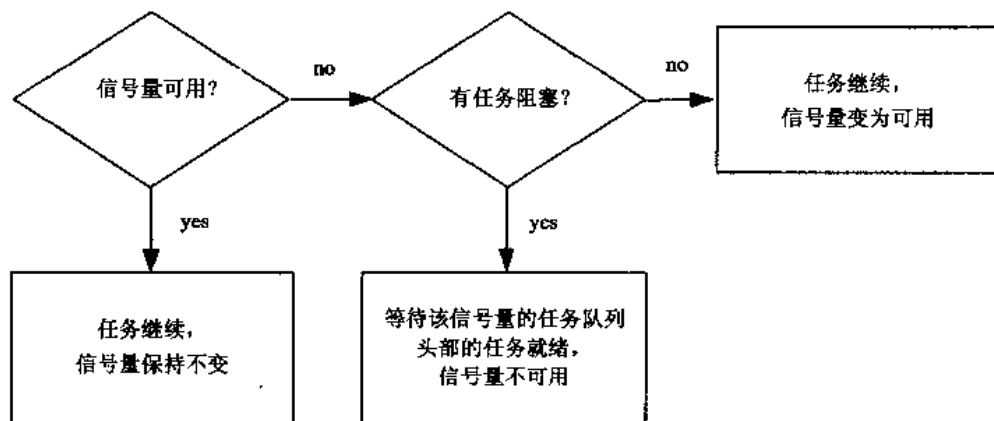 信号量可用?
no
有任务阻塞?
no
任务继续,
信号量变为可用
yes
yes
任务继续,
信号量保持不变
等待该信号量的任务队列
头部的任务就绪,
信号量不可用